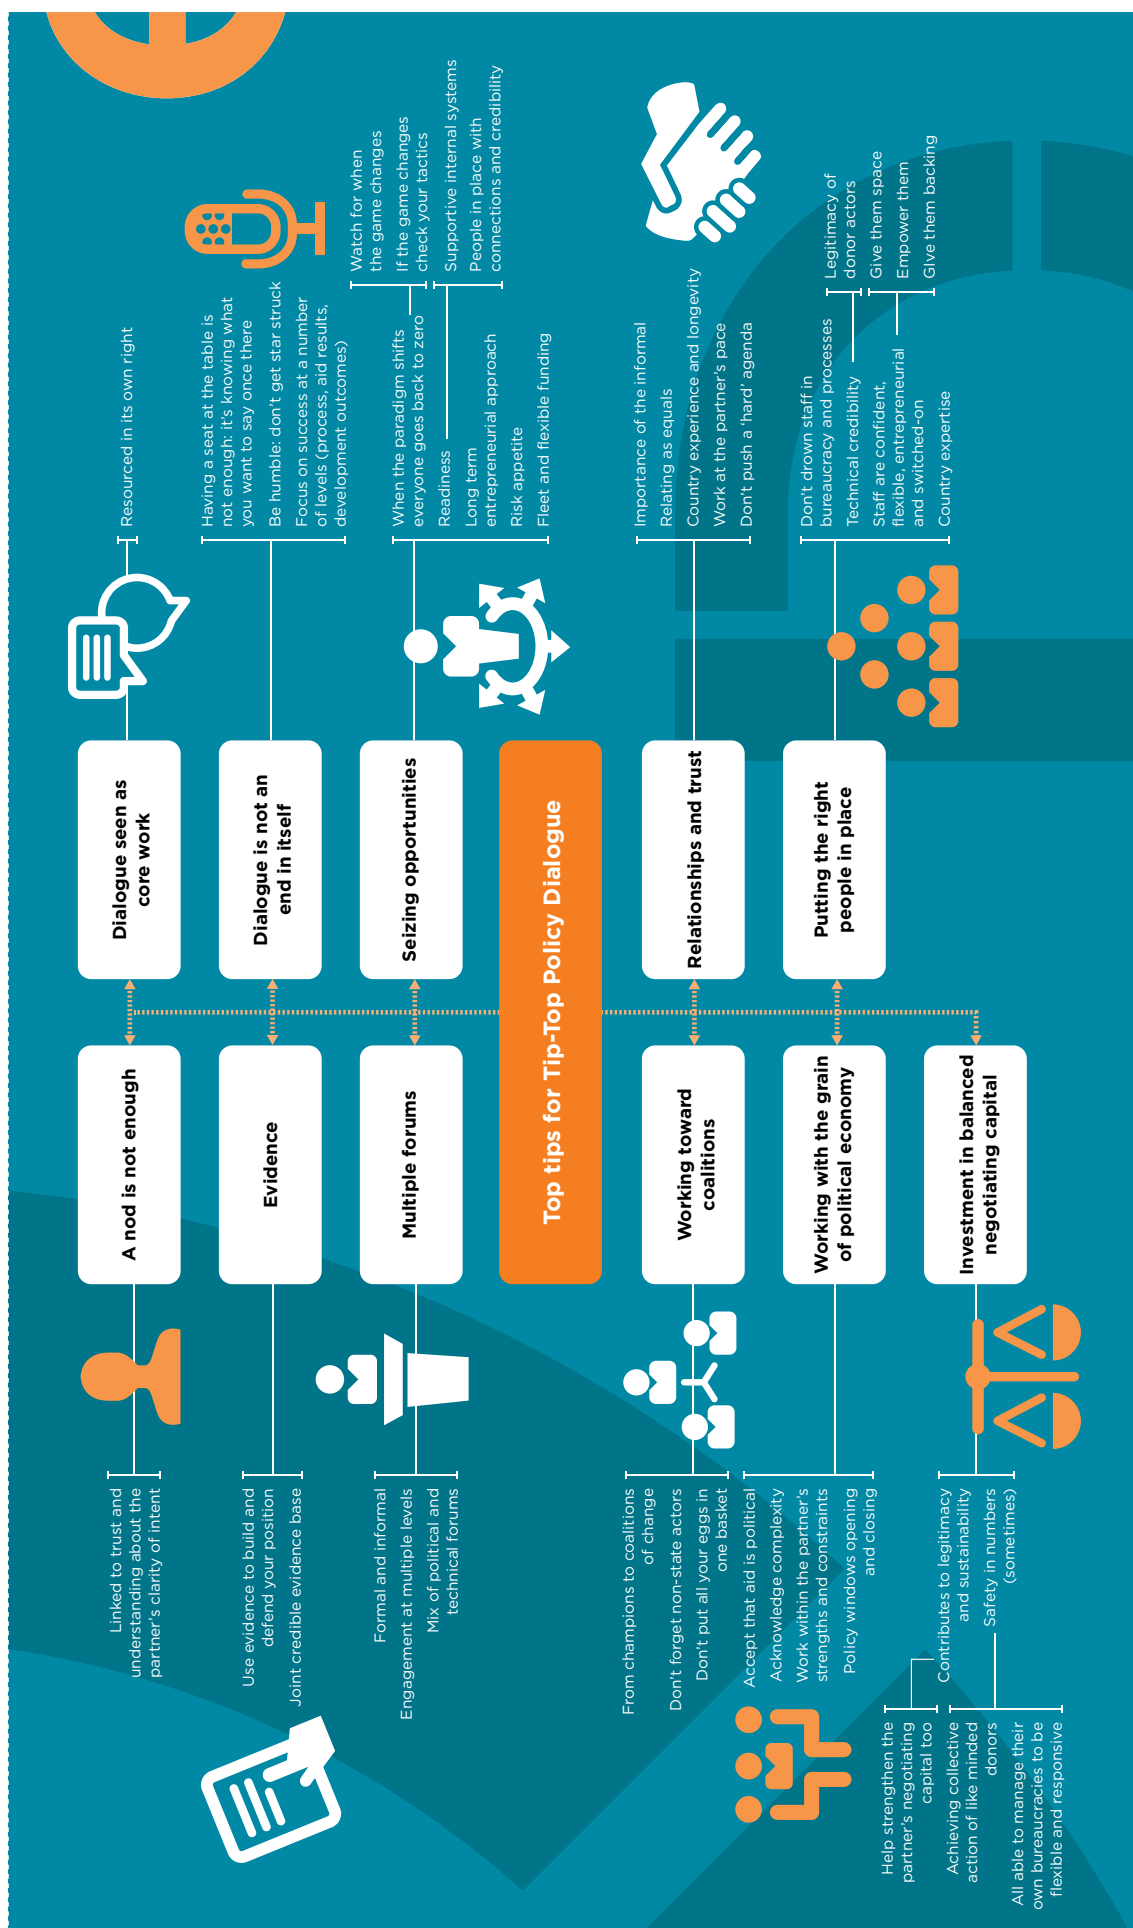 Top tips for Tip-Top Policy Dialogue
A nod is not enough
Linked to trust and
understanding about the
partner's clarity of intent
Evidence
Use evidence to build and
defend your position
Joint credible evidence base
Multiple forums
Formal and informal
Engagement at multiple levels
Mix of political and
technical forums
Working toward
coalitions
From champions to coalitions
of change
Don't forget non-state actors
Don't put all your eggs in
one basket
Working with the grain
of political economy
Accept that aid is political
Acknowledge complexity
Work within the partner's
strengths and constraints
Policy windows opening
and closing
Investment in balanced
negotiating capital
Contributes to legitimacy
and sustainability
Safety in numbers
(sometimes)
Help strengthen the
partner's negotiating
capital too
Achieving collective
action of like minded
donors
All able to manage their
own bureaucracies to be
flexible and responsive
Dialogue seen as
core work
Resourced in its own right
Dialogue is not an
end in itself
Having a seat at the table is
not enough: it's knowing what
you want to say once there
Be humble: don't get star struck
Focus on success at a number
of levels (process, aid results,
development outcomes)
Seizing opportunities
When the paradigm shifts
everyone goes back to zero
Readiness
Long term
entrepreneurial approach
Risk appetite
Fleet and flexible funding
Watch for when
the game changes
If the game changes
check your tactics
Supportive internal systems
People in place with
connections and credibility
Relationships and trust
Importance of the informal
Relating as equals
Country experience and longevity
Work at the partner's pace
Don't push a 'hard' agenda
Putting the right
people in place
Don't drown staff in
bureaucracy and processes
Technical credibility
Staff are confident,
flexible, entrepreneurial
and switched-on
Country expertise
Legitimacy of
donor actors
Give them space
Empower them
GIve them backing